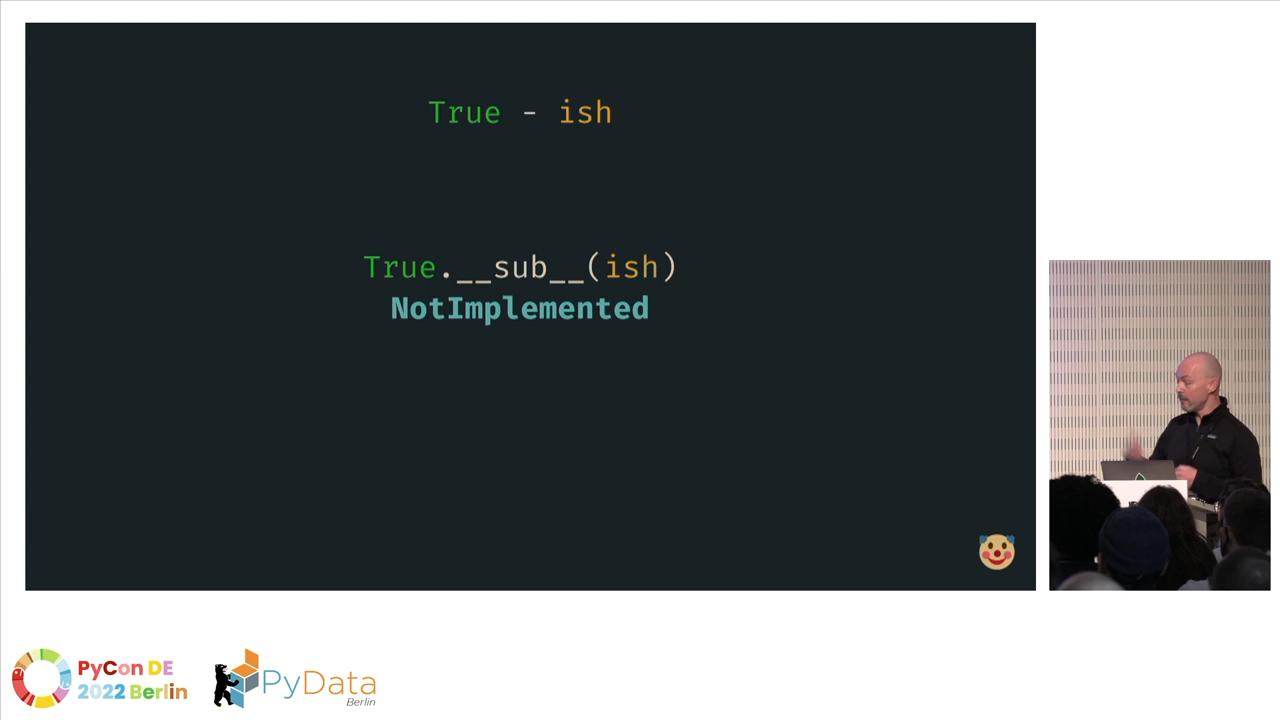 True - ish
True.__sub__(ish)
NotImplemented
PyCon DE
2022 Berlin
PyData
Berlin